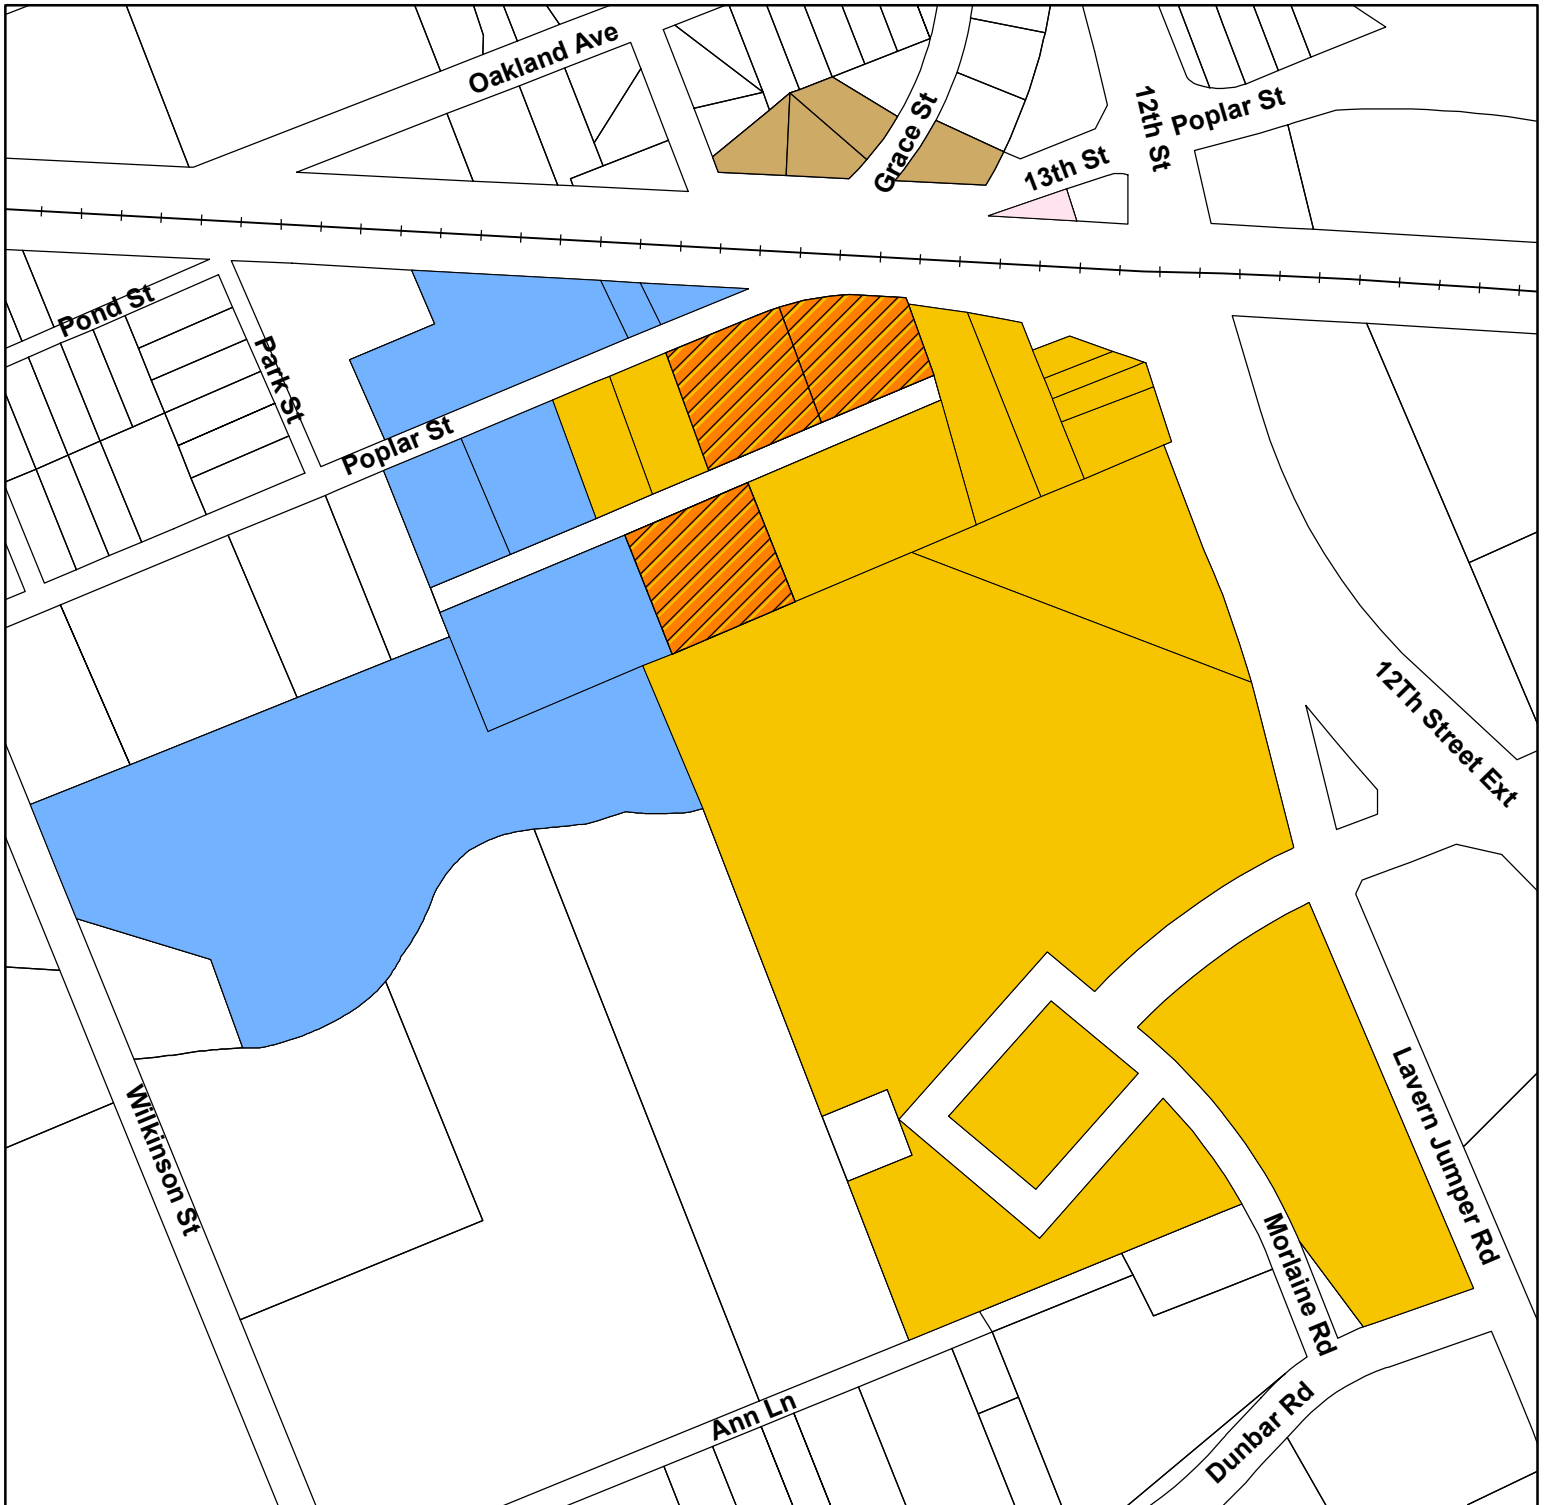 Oakland Ave
Grace St
12th St
Poplar St
13th St
Pond St
Park St
Poplar St
12Th Street Ext
Wilkinson St
Lavern Jumper Rd
Morlaine Rd
Ann Ln
Dunbar Rd